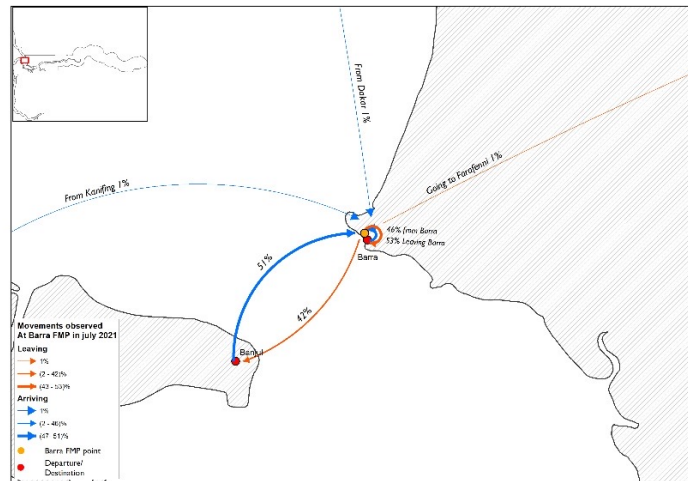 From Dakar 1%
Going to Farafenni 1%
From Kanifing 1%
46% from Barra
53% Leaving Barra
Barra
51%
42%
Banjul
Movements observed
At Barra FMP in july 2021
Leaving
1%
(2 - 42)%
(43 - 53)%
Arriving
1%
(2 - 46)%
(47 -51)%
Barra FMP point
Departure/
Destination